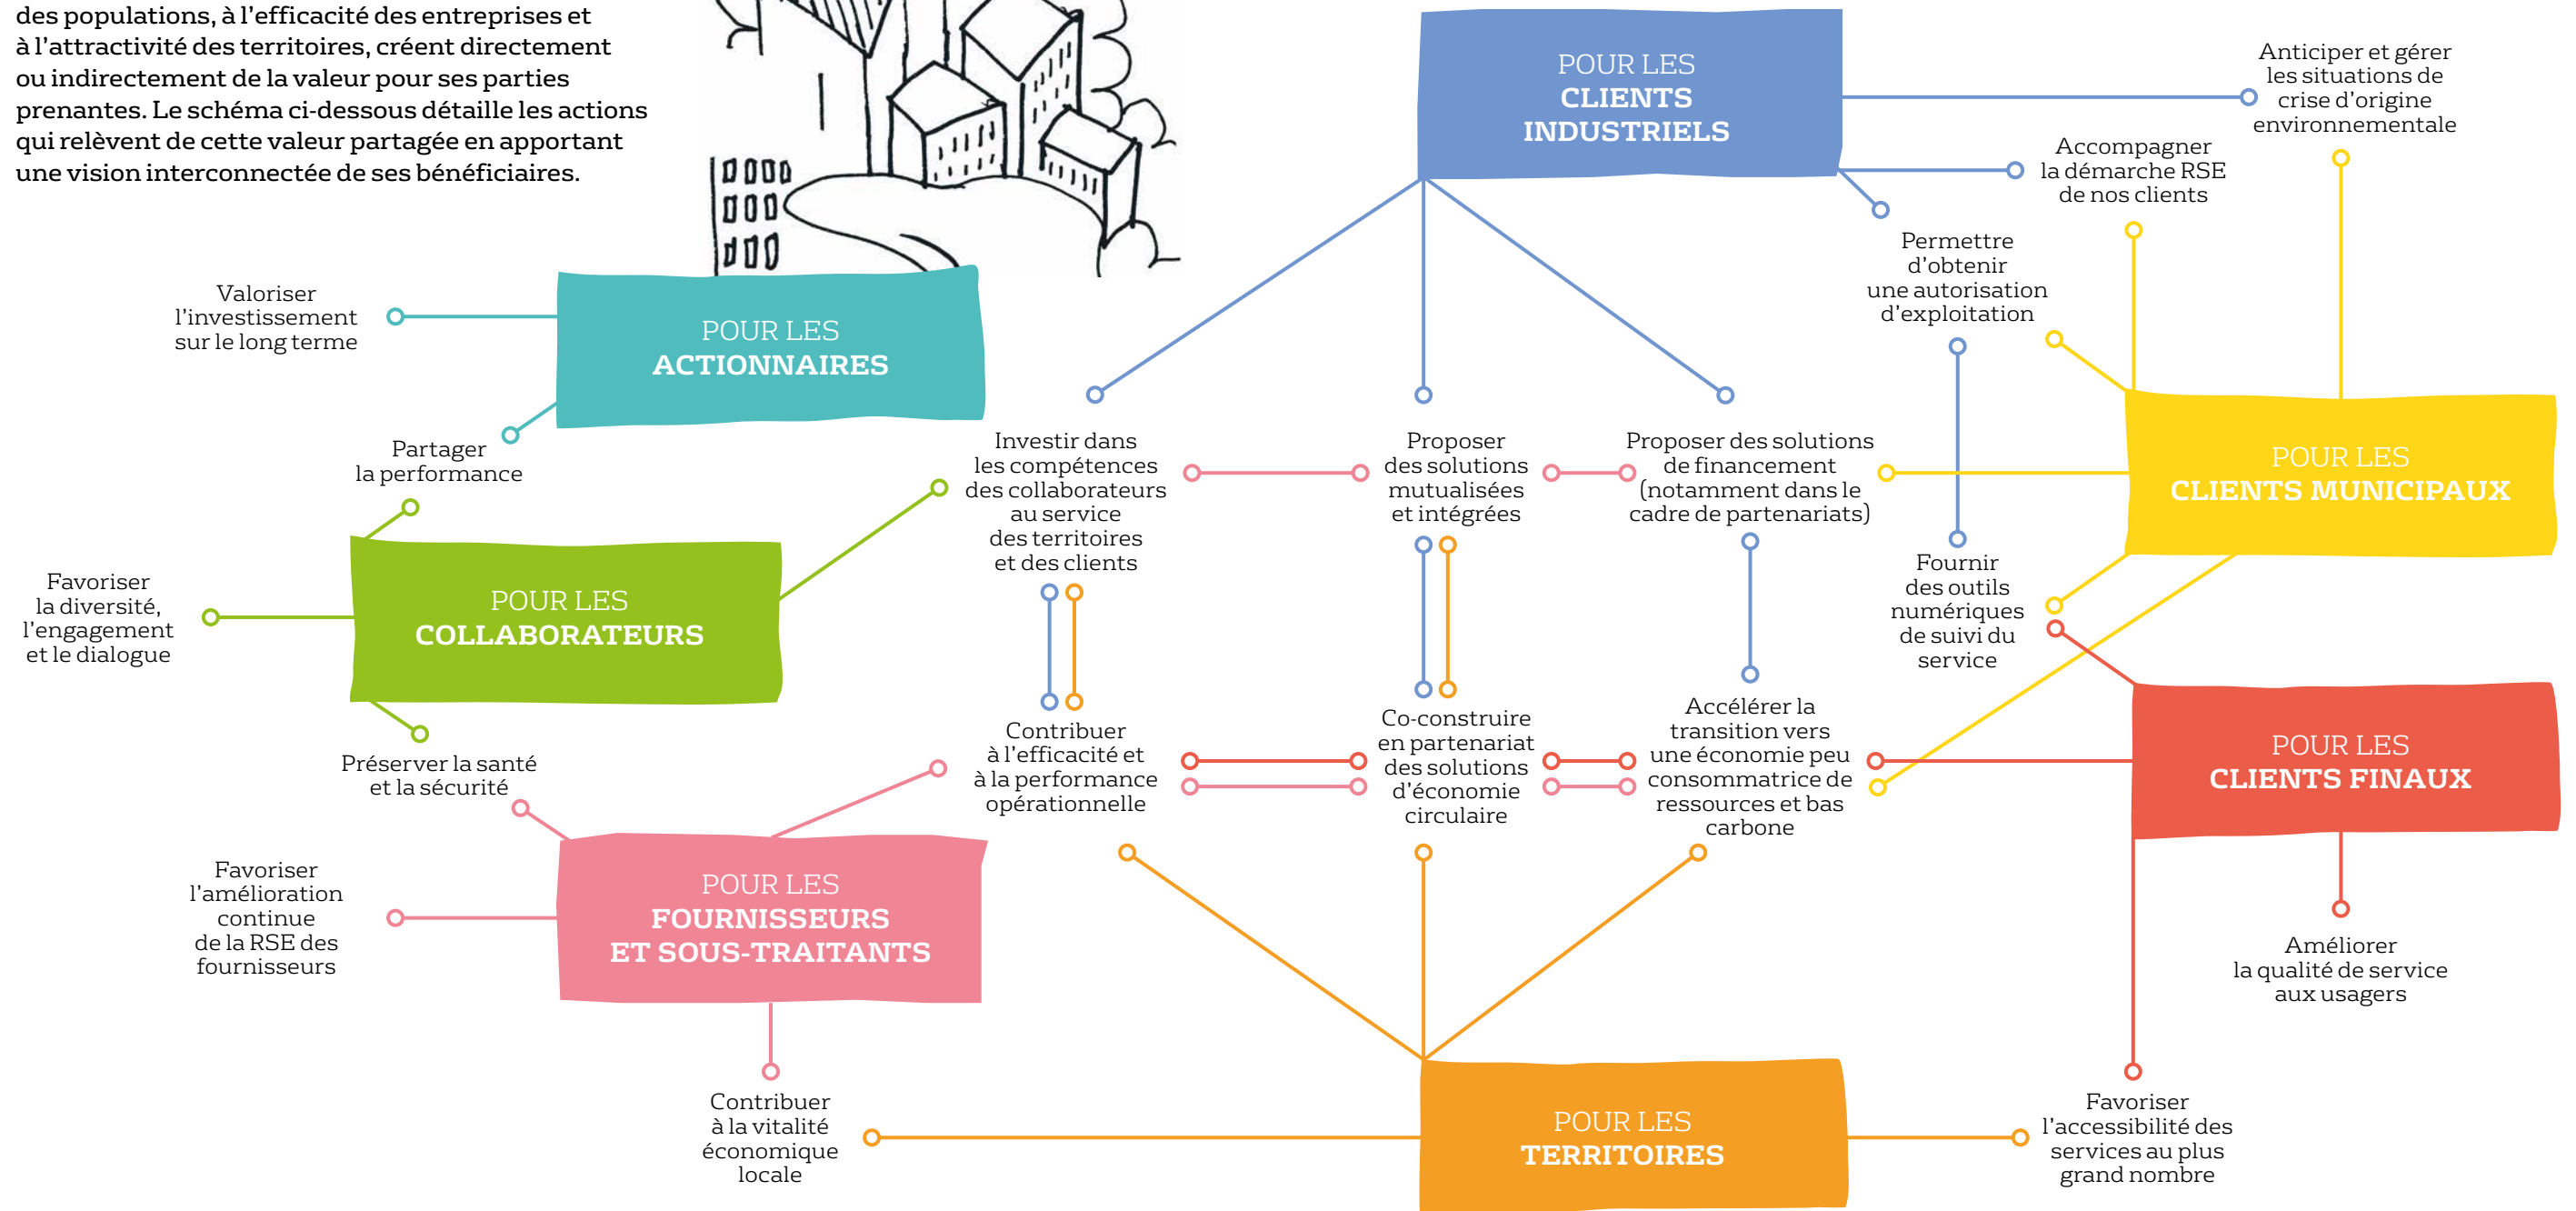 des populations, à l’efficacité des entreprises et
à l’attractivité des territoires, créent directement
ou indirectement de la valeur pour ses parties
prenantes. Le schéma ci-dessous détaille les actions
qui relèvent de cette valeur partagée en apportant
une vision interconnectée de ses bénéficiaires.
POUR LES
CLIENTS
INDUSTRIELS
Anticiper et gérer
les situations de
crise d’origine
environnementale
Accompagner
la démarche RSE
de nos clients
Permettre
d’obtenir
une autorisation
d’exploitation
Valoriser
l’investissement
sur le long terme
POUR LES
ACTIONNAIRES
Partager
la performance
Investir dans
les compétences
des collaborateurs
au service
des territoires
et des clients
Proposer
des solutions
mutualisées
et intégrées
Proposer des solutions
de financement
(notamment dans le
cadre de partenariats)
POUR LES
CLIENTS MUNICIPAUX
Favoriser
la diversité,
l’engagement
et le dialogue
POUR LES
COLLABORATEURS
Fournir
des outils
numériques
de suivi du
service
Préserver la santé
et la sécurité
Contribuer
à l’efficacité et
à la performance
opérationnelle
Co-construire
en partenariat
des solutions
d’économie
circulaire
Accélérer la
transition vers
une économie peu
consommatrice de
ressources et bas
carbone
POUR LES
CLIENTS FINAUX
Favoriser
l’amélioration
continue
de la RSE des
fournisseurs
POUR LES
FOURNISSEURS
ET SOUS-TRAITANTS
Améliorer
la qualité de service
aux usagers
Contribuer
à la vitalité
économique
locale
POUR LES
TERRITOIRES
Favoriser
l’accessibilité des
services au plus
grand nombre